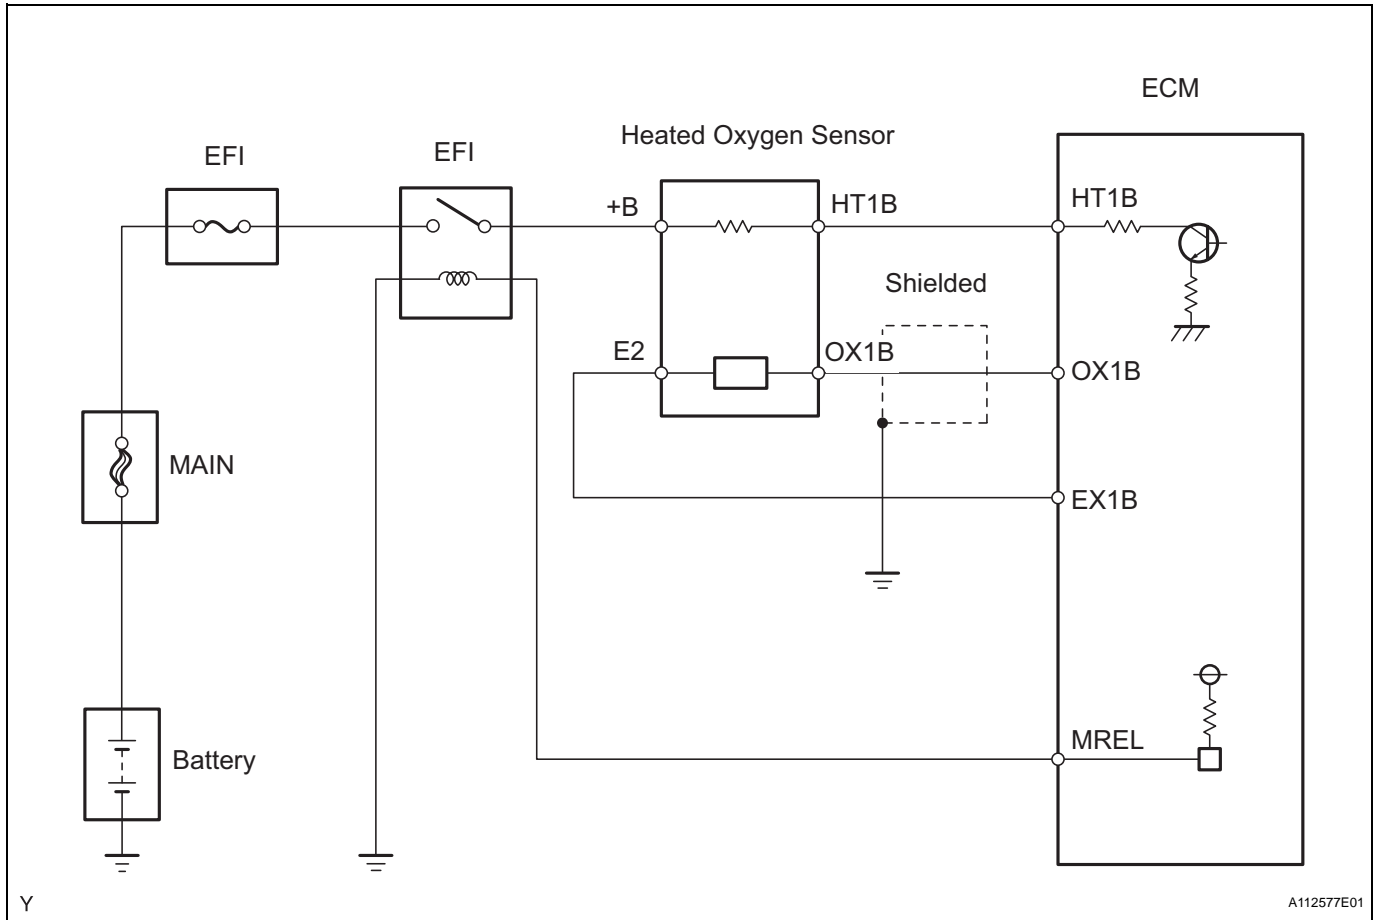 ECM
Heated Oxygen Sensor
EFI
EFI
+B
HT1B
HT1B
Shielded
E2
OX1B
OX1B
MAIN
EX1B
MREL
Battery
Y
A112577E01